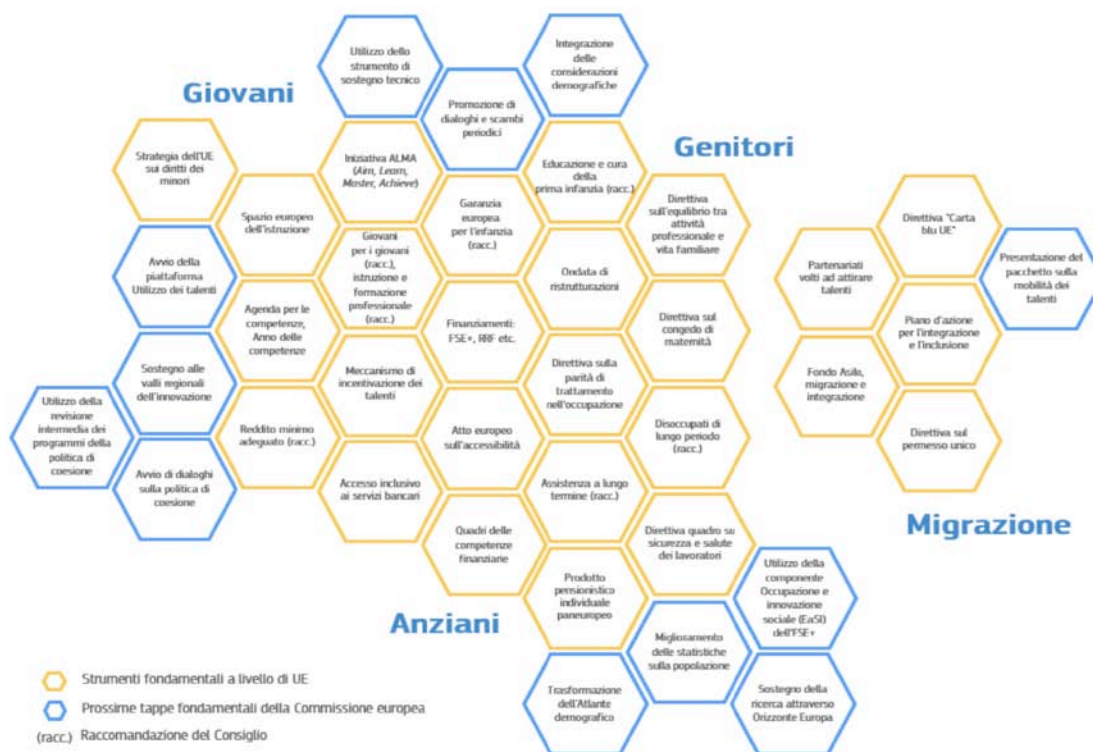 Giovani
Utilizzo dello
strumento di
sostegno tecnico
Promozione di
dialoghi e scambi
periodici
Integrazione
delle
considerazioni
demografiche
Genitori
Strategia dell'UE
sui diritti dei
minori
Spazio europeo
dell'istruzione
Iniziativa ALMA
(Aim, Learn,
Master, Achieve)
Garanzia
europea
per l'infanzia
(racc.)
Educazione e cura
della
prima infanzia (racc.)
Direttiva
sull'equilibrio tra
attività
professionale e
vita familiare
Avvio della
piattaforma
Utilizzo dei talenti
Agenda per le
competenze,
Anno delle
competenze
Giovani
per i giovani
(racc.),
istruzione e
formazione
professionale
(racc.)
Finanziamenti:
FSE+, RRF etc.
Ondata di
ristrutturazioni
Direttiva sul
congedo di
maternità
Sostegno alle
valli regionali
dell'innovazione
Utilizzo della
revisione
intermedia dei
programmi della
politica di
coesione
Avvio di dialoghi
sulla politica di
coesione
Reddito minimo
adeguato (racc.)
Meccanismo di
incentivazione dei
talenti
Atto europeo
sull'accessibilità
Direttiva sulla
parità di
trattamento
nell'occupazione
Disoccupati di
lungo periodo
(racc.)
Accesso inclusivo
ai servizi bancari
Quadri delle
competenze
finanziarie
Assistenza a lungo
termine (racc.)
Direttiva quadro su
sicurezza e salute
dei lavoratori
Anziani
Prodotto
pensionistico
individuale
paneuropeo
Miglioramento
delle statistiche
sulla popolazione
Utilizzo della
componente
Occupazione e
innovazione
sociale (EaSI)
dell'FSE+
Trasformazione
dell'Atlante
demografico
Sostegno della
ricerca attraverso
Orizzonte Europa
Direttiva "Carta
blu UE"
Partenariati
volti ad attirare
talenti
Presentazione del
pacchetto sulla
mobilità dei
talenti
Piano d'azione
per l'integrazione
e l'inclusione
Fondo Asilo,
migrazione e
integrazione
Direttiva sul
permesso unico
Migrazione
Strumenti fondamentali a livello di UE
Prossime tappe fondamentali della Commissione europea
(racc.) Raccomandazione del Consiglio